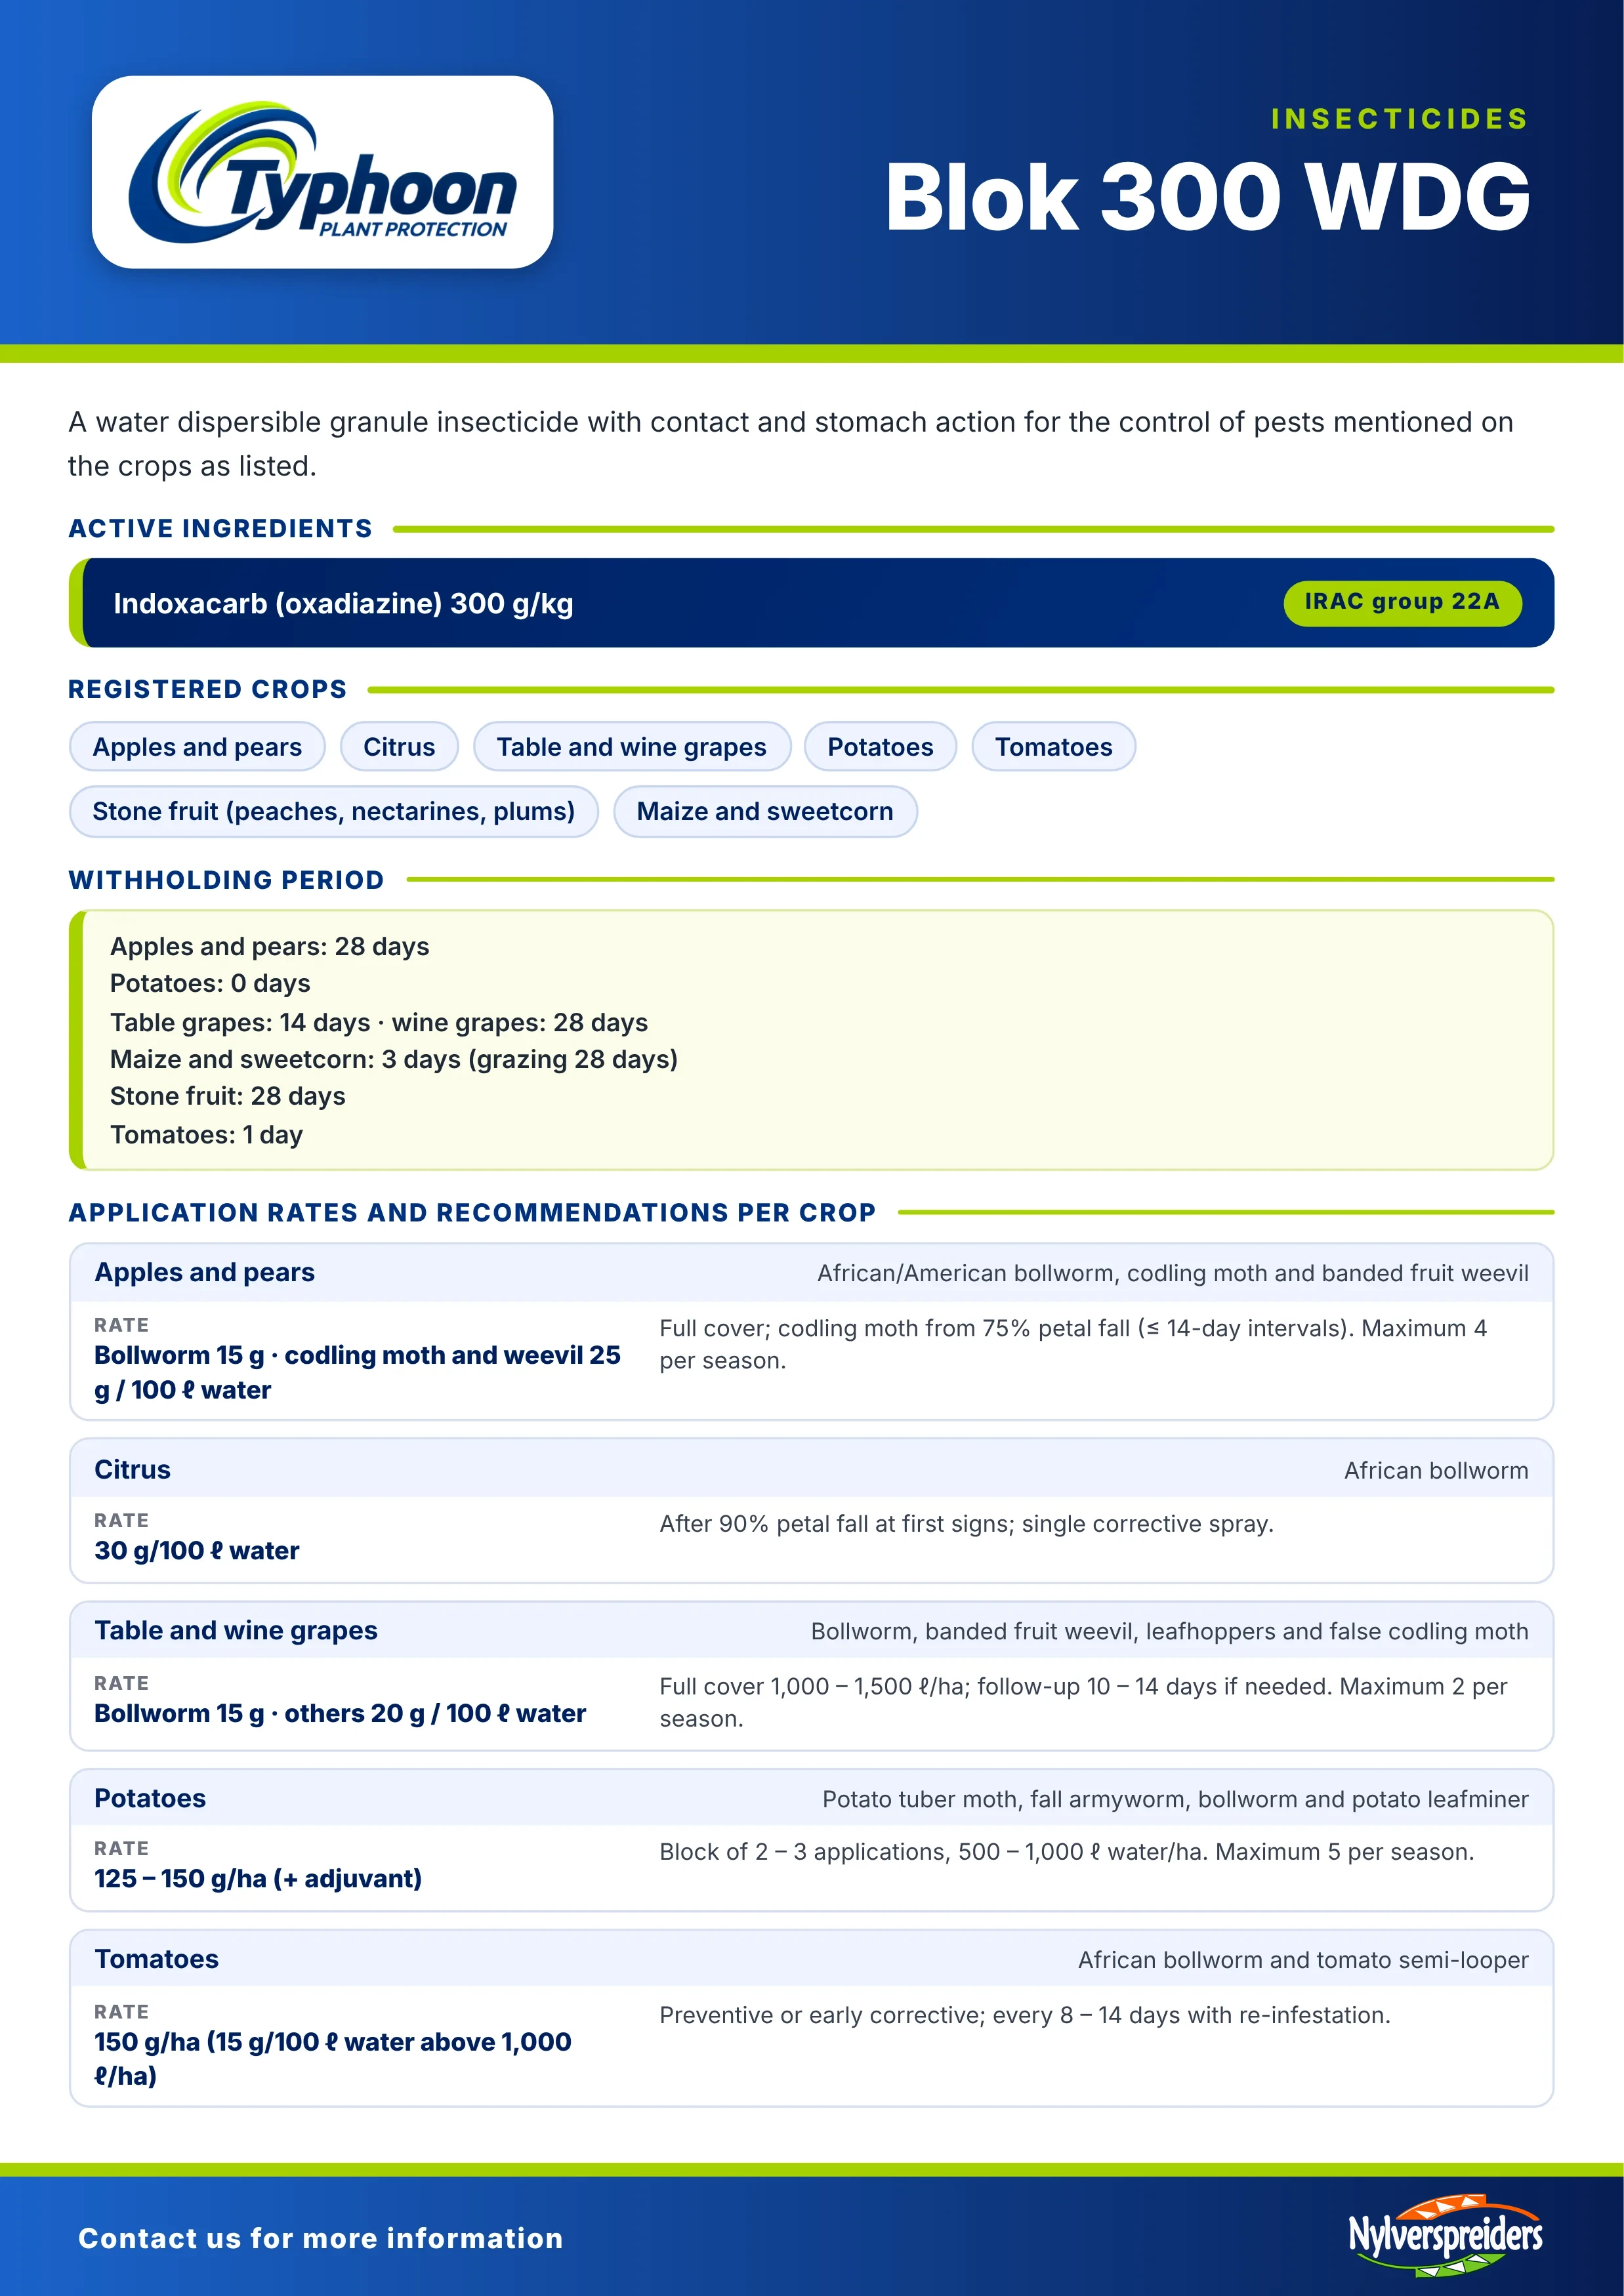 Typhoon
PLANT PROTECTION
INSECTICIDES
Blok 300 WDG
A water dispersible granule insecticide with contact and stomach action for the control of pests mentioned on
the crops as listed.
ACTIVE INGREDIENTS
Indoxacarb (oxadiazine) 300 g/kg
IRAC group 22A
REGISTERED CROPS
Apples and pears
Citrus
Table and wine grapes
Potatoes
Tomatoes
Stone fruit (peaches, nectarines, plums)
Maize and sweetcorn
WITHHOLDING PERIOD
Apples and pears: 28 days
Potatoes: 0 days
Table grapes: 14 days · wine grapes: 28 days
Maize and sweetcorn: 3 days (grazing 28 days)
Stone fruit: 28 days
Tomatoes: 1 day
APPLICATION RATES AND RECOMMENDATIONS PER CROP
Apples and pears
African/American bollworm, codling moth and banded fruit weevil
RATE
Bollworm 15 g · codling moth and weevil 25
g / 100 ℓ water
Full cover; codling moth from 75% petal fall (≤ 14-day intervals). Maximum 4
per season.
Citrus
African bollworm
RATE
30 g/100 ℓ water
After 90% petal fall at first signs; single corrective spray.
Table and wine grapes
Bollworm, banded fruit weevil, leafhoppers and false codling moth
RATE
Bollworm 15 g · others 20 g / 100 ℓ water
Full cover 1,000 – 1,500 ℓ/ha; follow-up 10 – 14 days if needed. Maximum 2 per
season.
Potatoes
Potato tuber moth, fall armyworm, bollworm and potato leafminer
RATE
125 – 150 g/ha (+ adjuvant)
Block of 2 – 3 applications, 500 – 1,000 ℓ water/ha. Maximum 5 per season.
Tomatoes
African bollworm and tomato semi-looper
RATE
150 g/ha (15 g/100 ℓ water above 1,000
ℓ/ha)
Preventive or early corrective; every 8 – 14 days with re-infestation.
Contact us for more information
Nylverspreiders